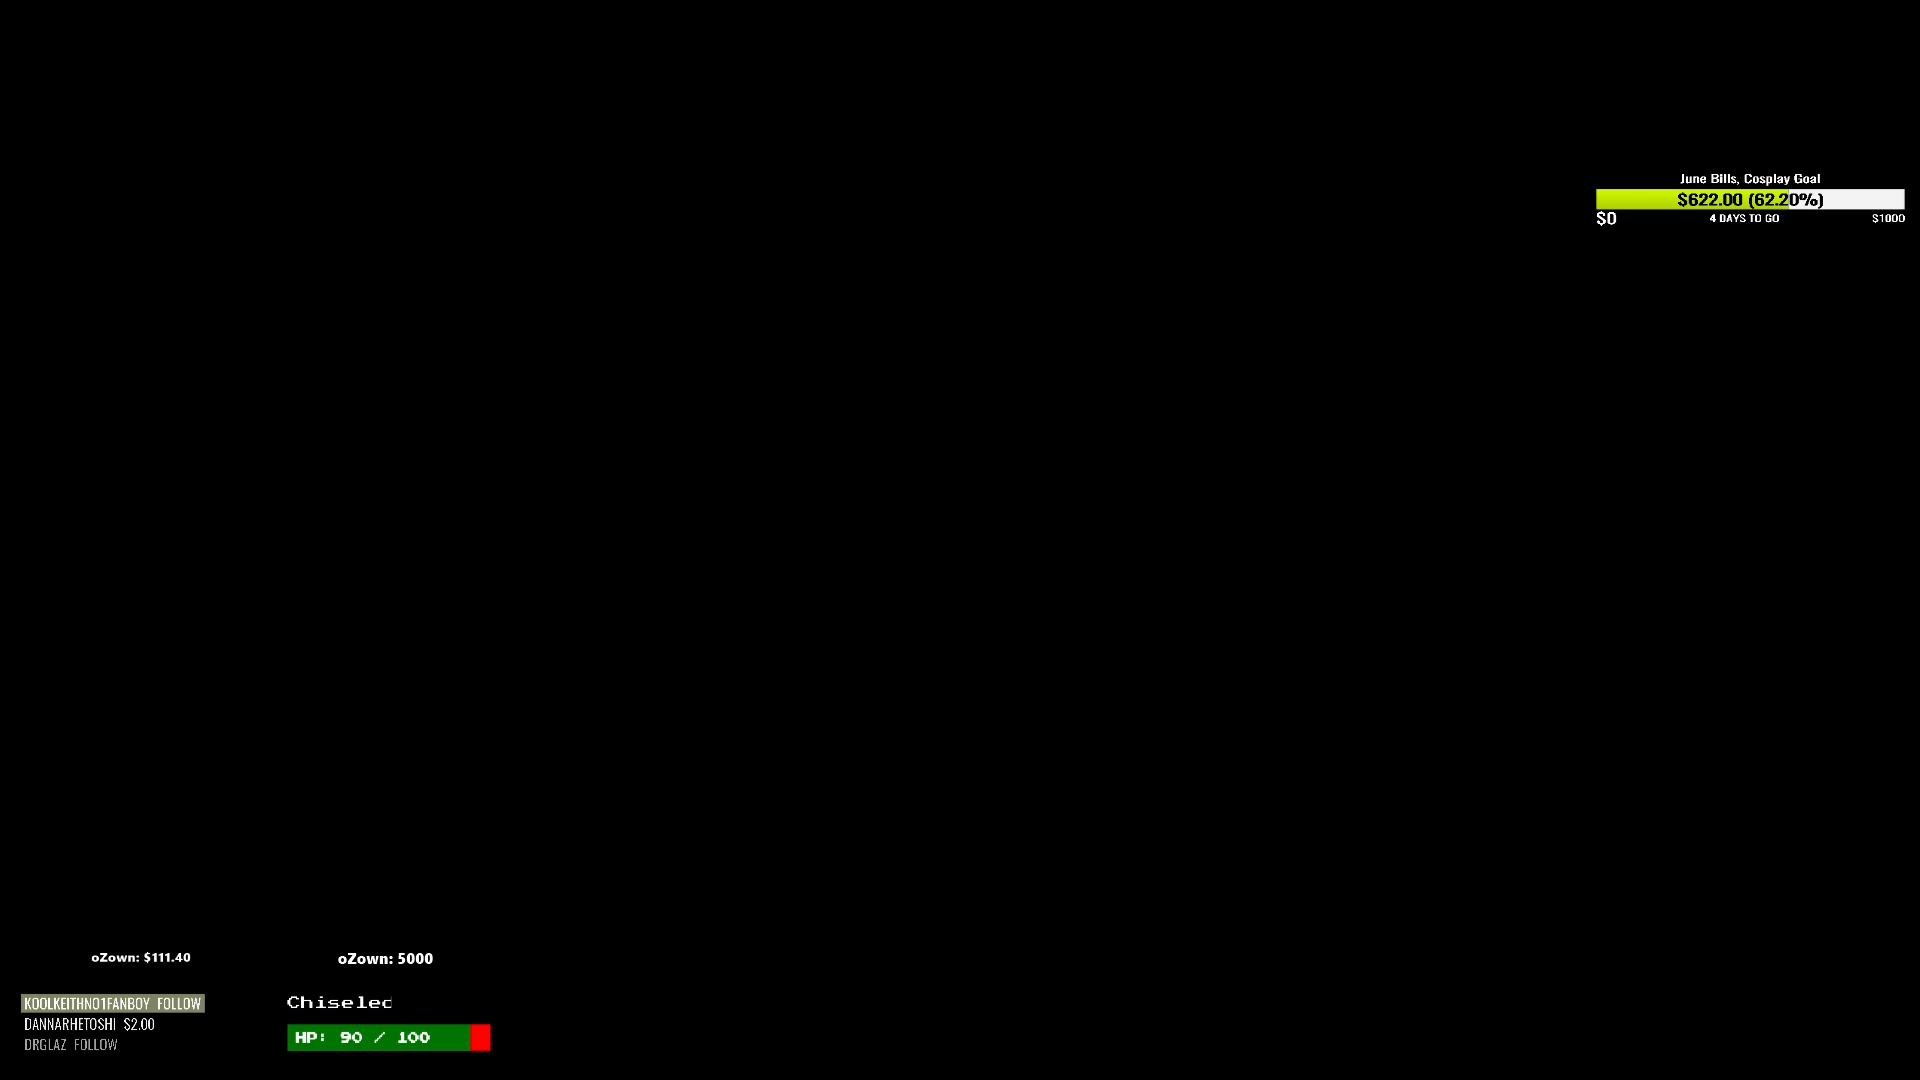 June Bills, Cosplay Goal
$622.00 (62.20%)
$0 4 DAYS TO GO $1000
oZown: $111.40
oZown: 5000
KOOLKEITHNO1FANBOY FOLLOW
DANNARHETOSHI $2.00
DRGLAZ FOLLOW
Chiselec
HP: 90 / 100